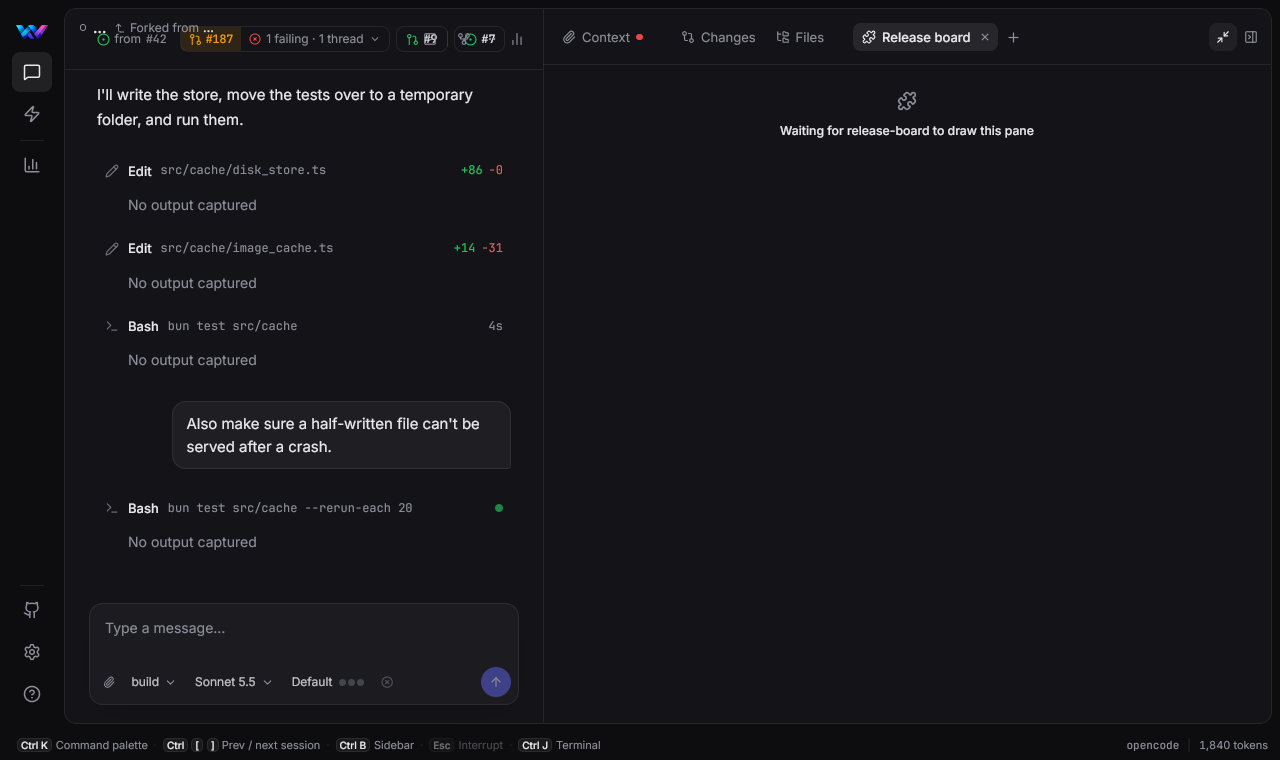 ... Forked from ...
from #42
#187
1 failing · 1 thread
#7
Context
Changes
Files
Release board
I'll write the store, move the tests over to a temporary
folder, and run them.
Edit src/cache/disk_store.ts +86 -0
No output captured
Edit src/cache/image_cache.ts +14 -31
No output captured
Bash bun test src/cache 4s
No output captured
Also make sure a half-written file can't be
served after a crash.
Bash bun test src/cache --rerun-each 20
No output captured
Type a message...
build
Sonnet 5.5
Default
Waiting for release-board to draw this pane
Ctrl K Command palette · Ctrl [ ] Prev / next session · Ctrl B Sidebar · Esc Interrupt · Ctrl J Terminal
opencode
1,840 tokens